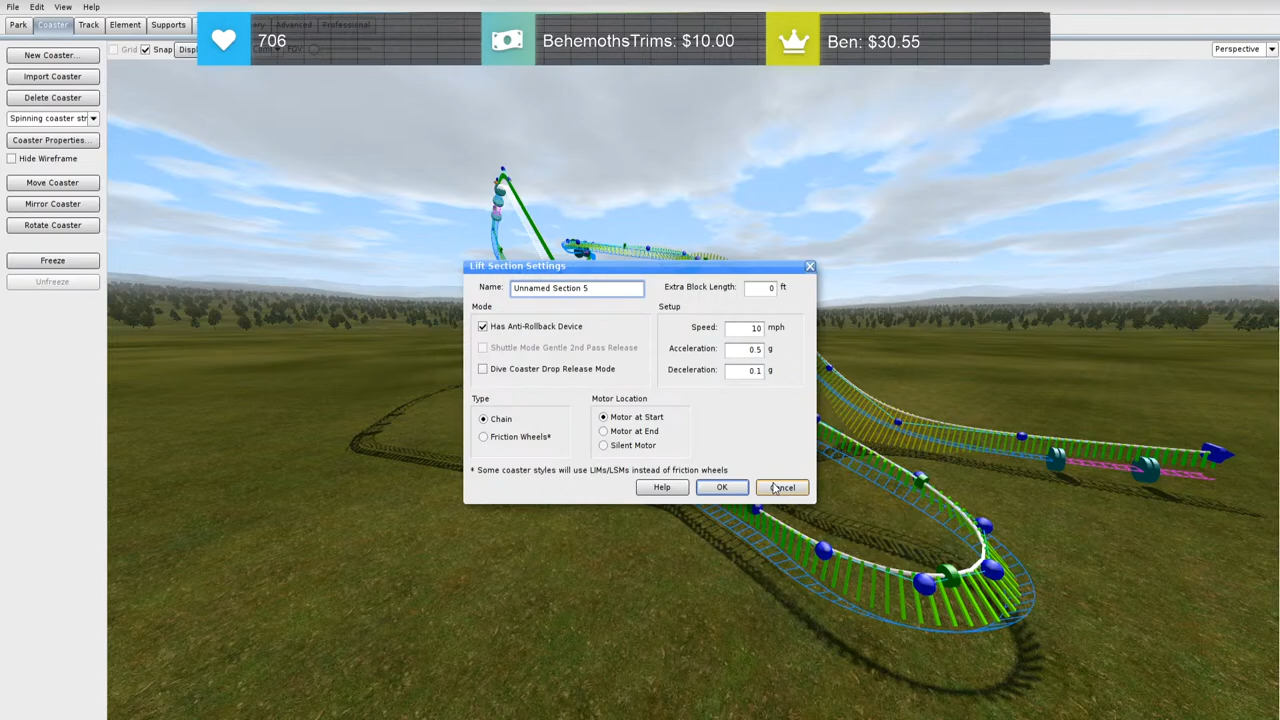 File Edit View Help
Park Coaster Track Element Supports Advanced Professional
706
BehemothsTrims: $10.00
Ben: $30.55
Grid Snap
Perspective
New Coaster...
Import Coaster
Delete Coaster
Spinning coaster str
Coaster Properties...
Hide Wireframe
Move Coaster
Mirror Coaster
Rotate Coaster
Freeze
Unfreeze
Lift Section Settings
Name: Unnamed Section 5 Extra Block Length: 0 ft
Mode Setup
Has Anti-Rollback Device Speed: 10 mph
Shuttle Mode Gentle 2nd Pass Release Acceleration: 0.5 g
Dive Coaster Drop Release Mode Deceleration: 0.1 g
Type Motor Location
Chain Motor at Start
Friction Wheels* Motor at End
Silent Motor
* Some coaster styles will use LIMs/LSMs instead of friction wheels
Help OK